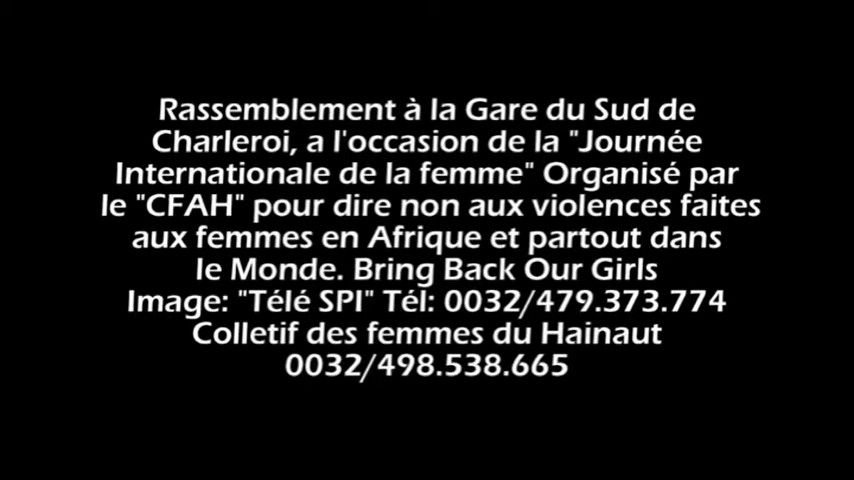 Rassemblement à la Gare du Sud de
Charleroi, a l'occasion de la "Journée
Internationale de la femme" Organisé par
le "CFAH" pour dire non aux violences faites
aux femmes en Afrique et partout dans
le Monde. Bring Back Our Girls
Image: "Télé SPI" Tél: 0032/479.373.774
Colletif des femmes du Hainaut
0032/498.538.665